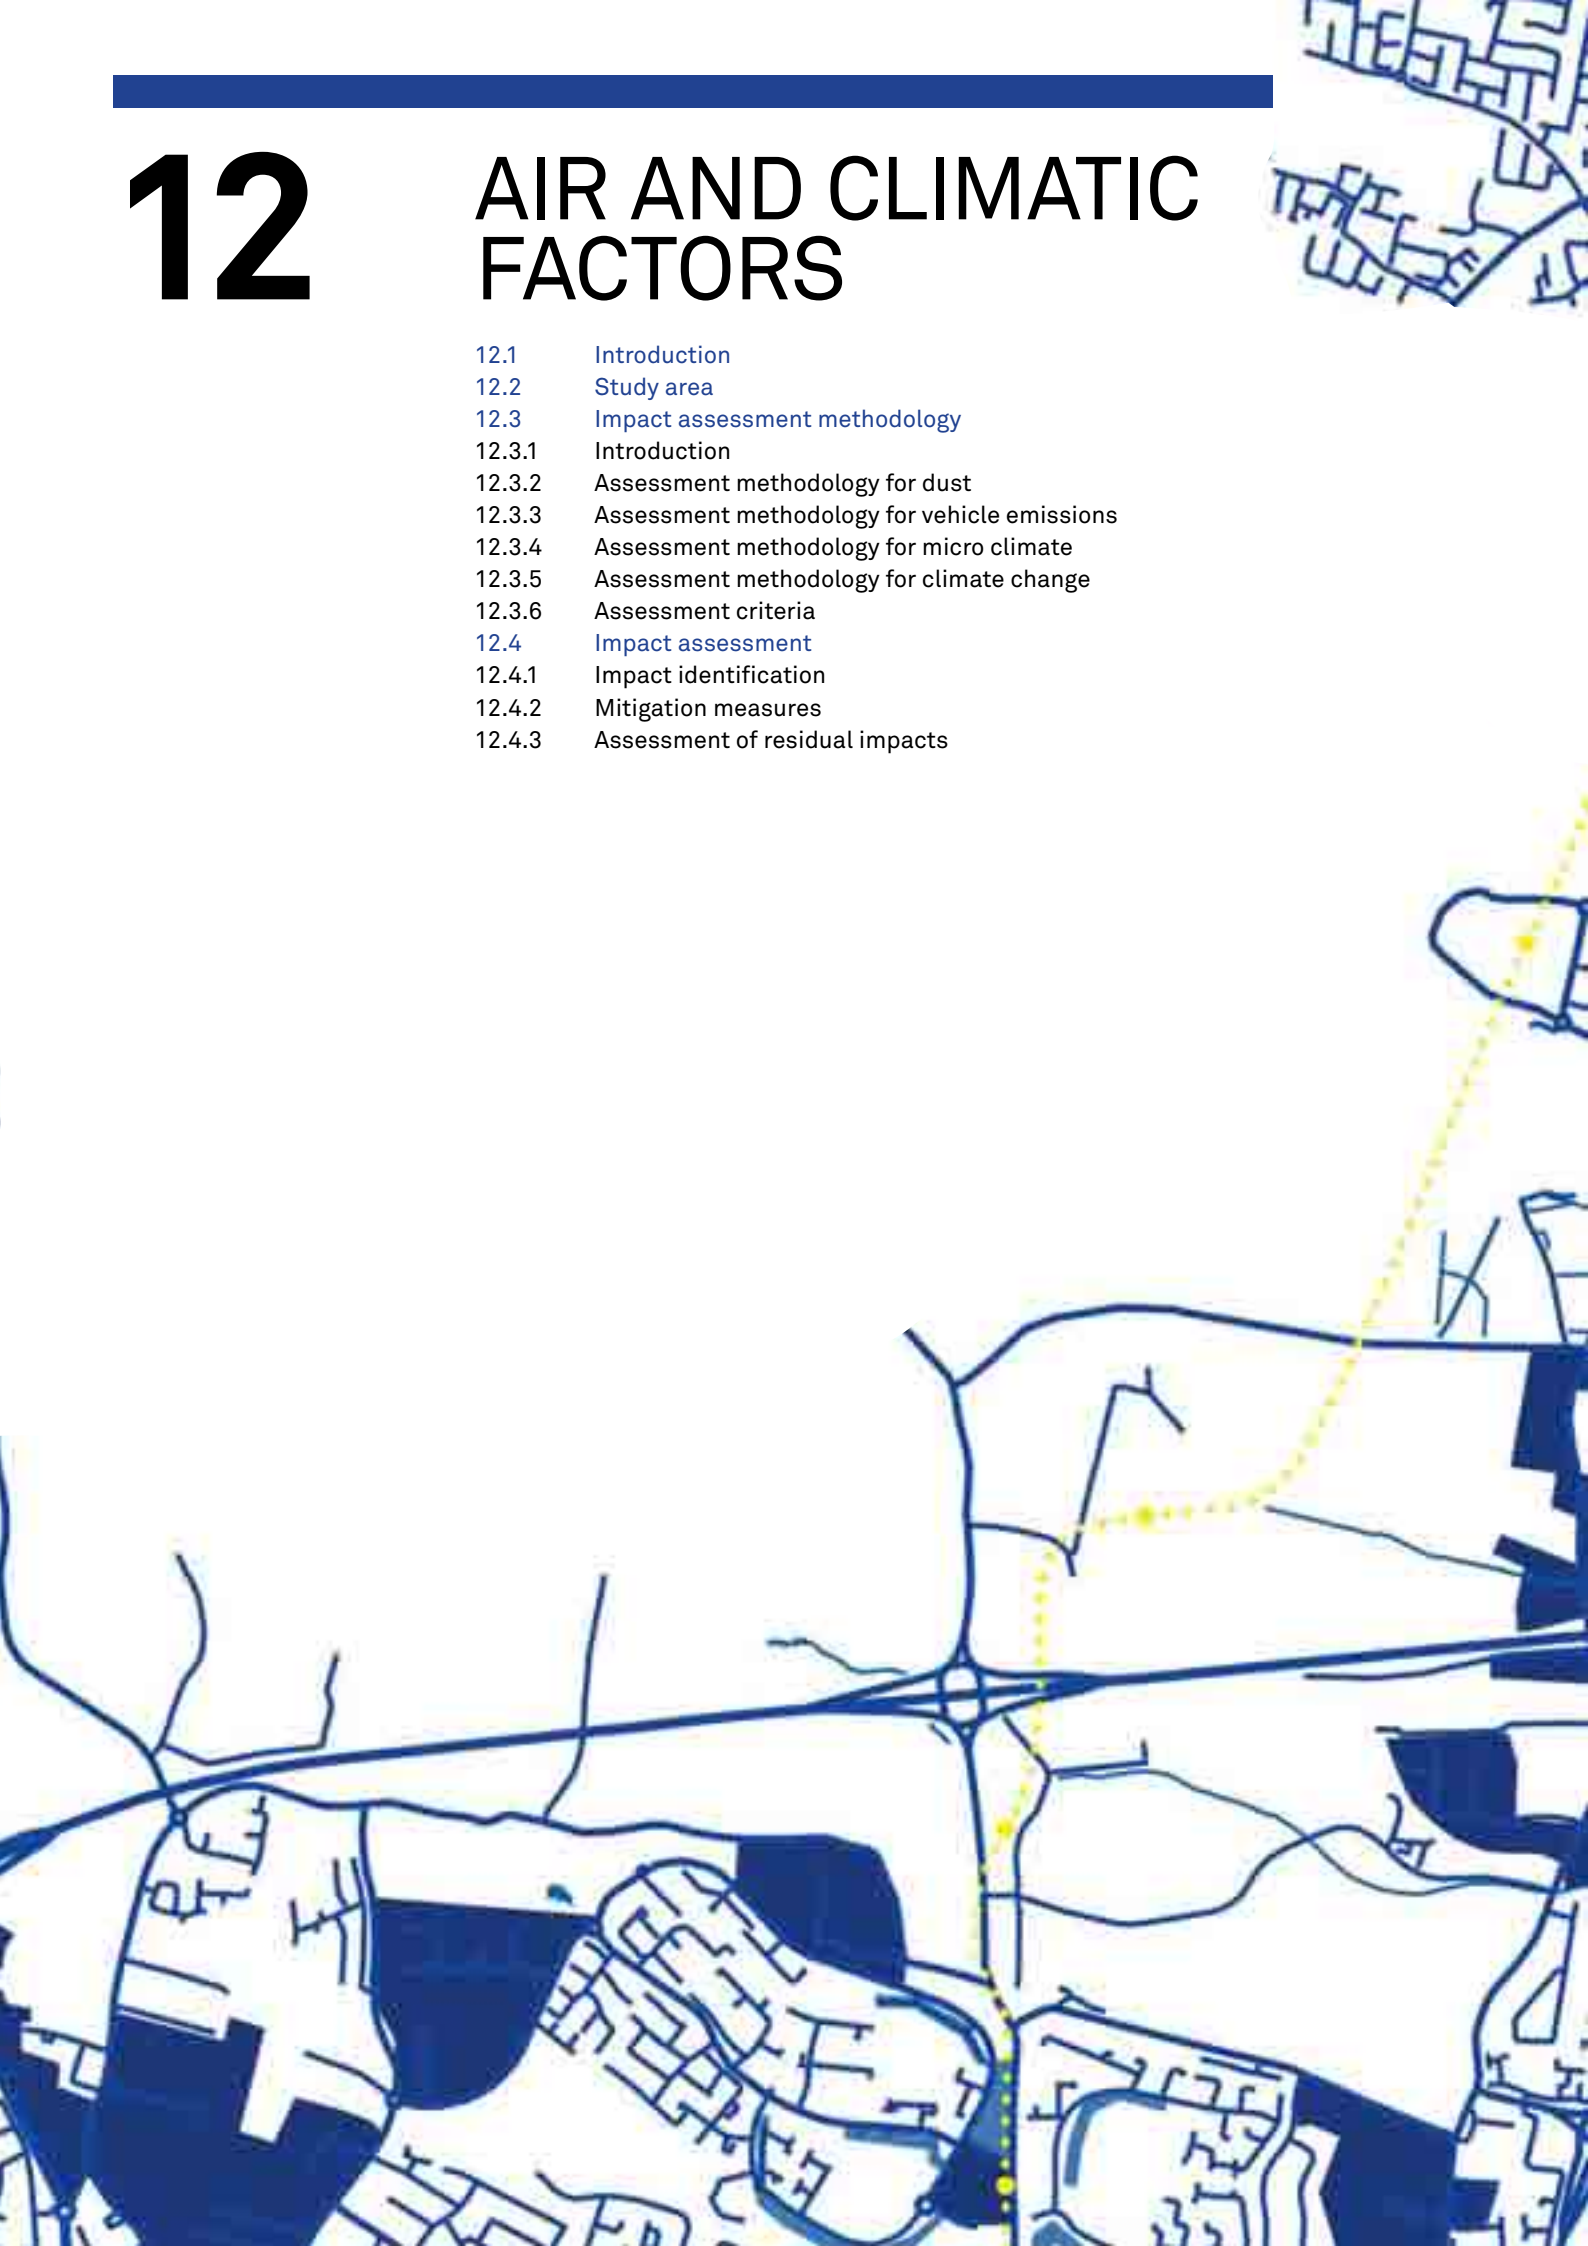 12
AIR AND CLIMATIC
FACTORS
12.1 Introduction
12.2 Study area
12.3 Impact assessment methodology
12.3.1 Introduction
12.3.2 Assessment methodology for dust
12.3.3 Assessment methodology for vehicle emissions
12.3.4 Assessment methodology for micro climate
12.3.5 Assessment methodology for climate change
12.3.6 Assessment criteria
12.4 Impact assessment
12.4.1 Impact identification
12.4.2 Mitigation measures
12.4.3 Assessment of residual impacts